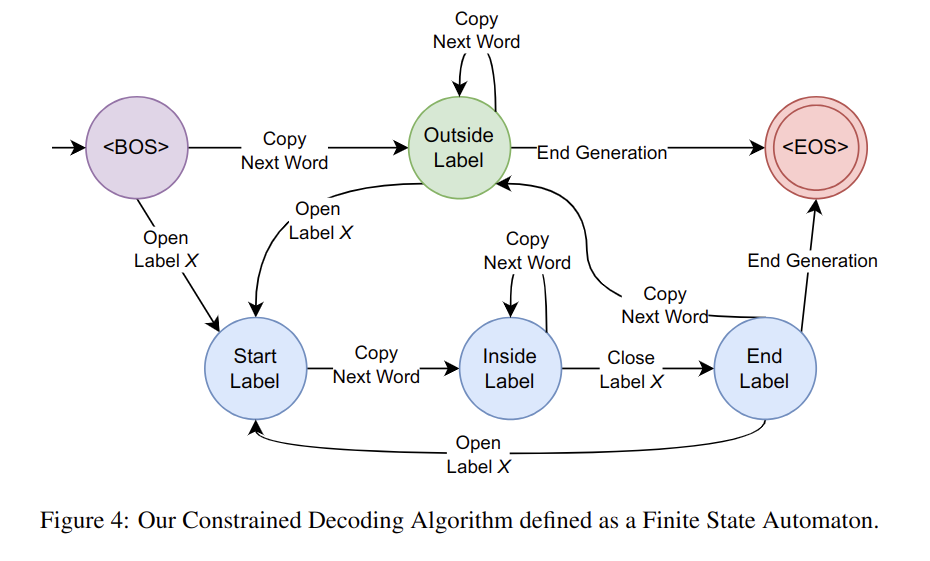 Copy
Next Word
<BOS>
Copy
Next Word
Outside
Label
End Generation
<EOS>
Open
Label X
Open
Label X
Copy
Next Word
End Generation
Copy
Next Word
Start
Label
Copy
Next Word
Inside
Label
Close
Label X
End
Label
Open
Label X
Figure 4: Our Constrained Decoding Algorithm defined as a Finite State Automaton.